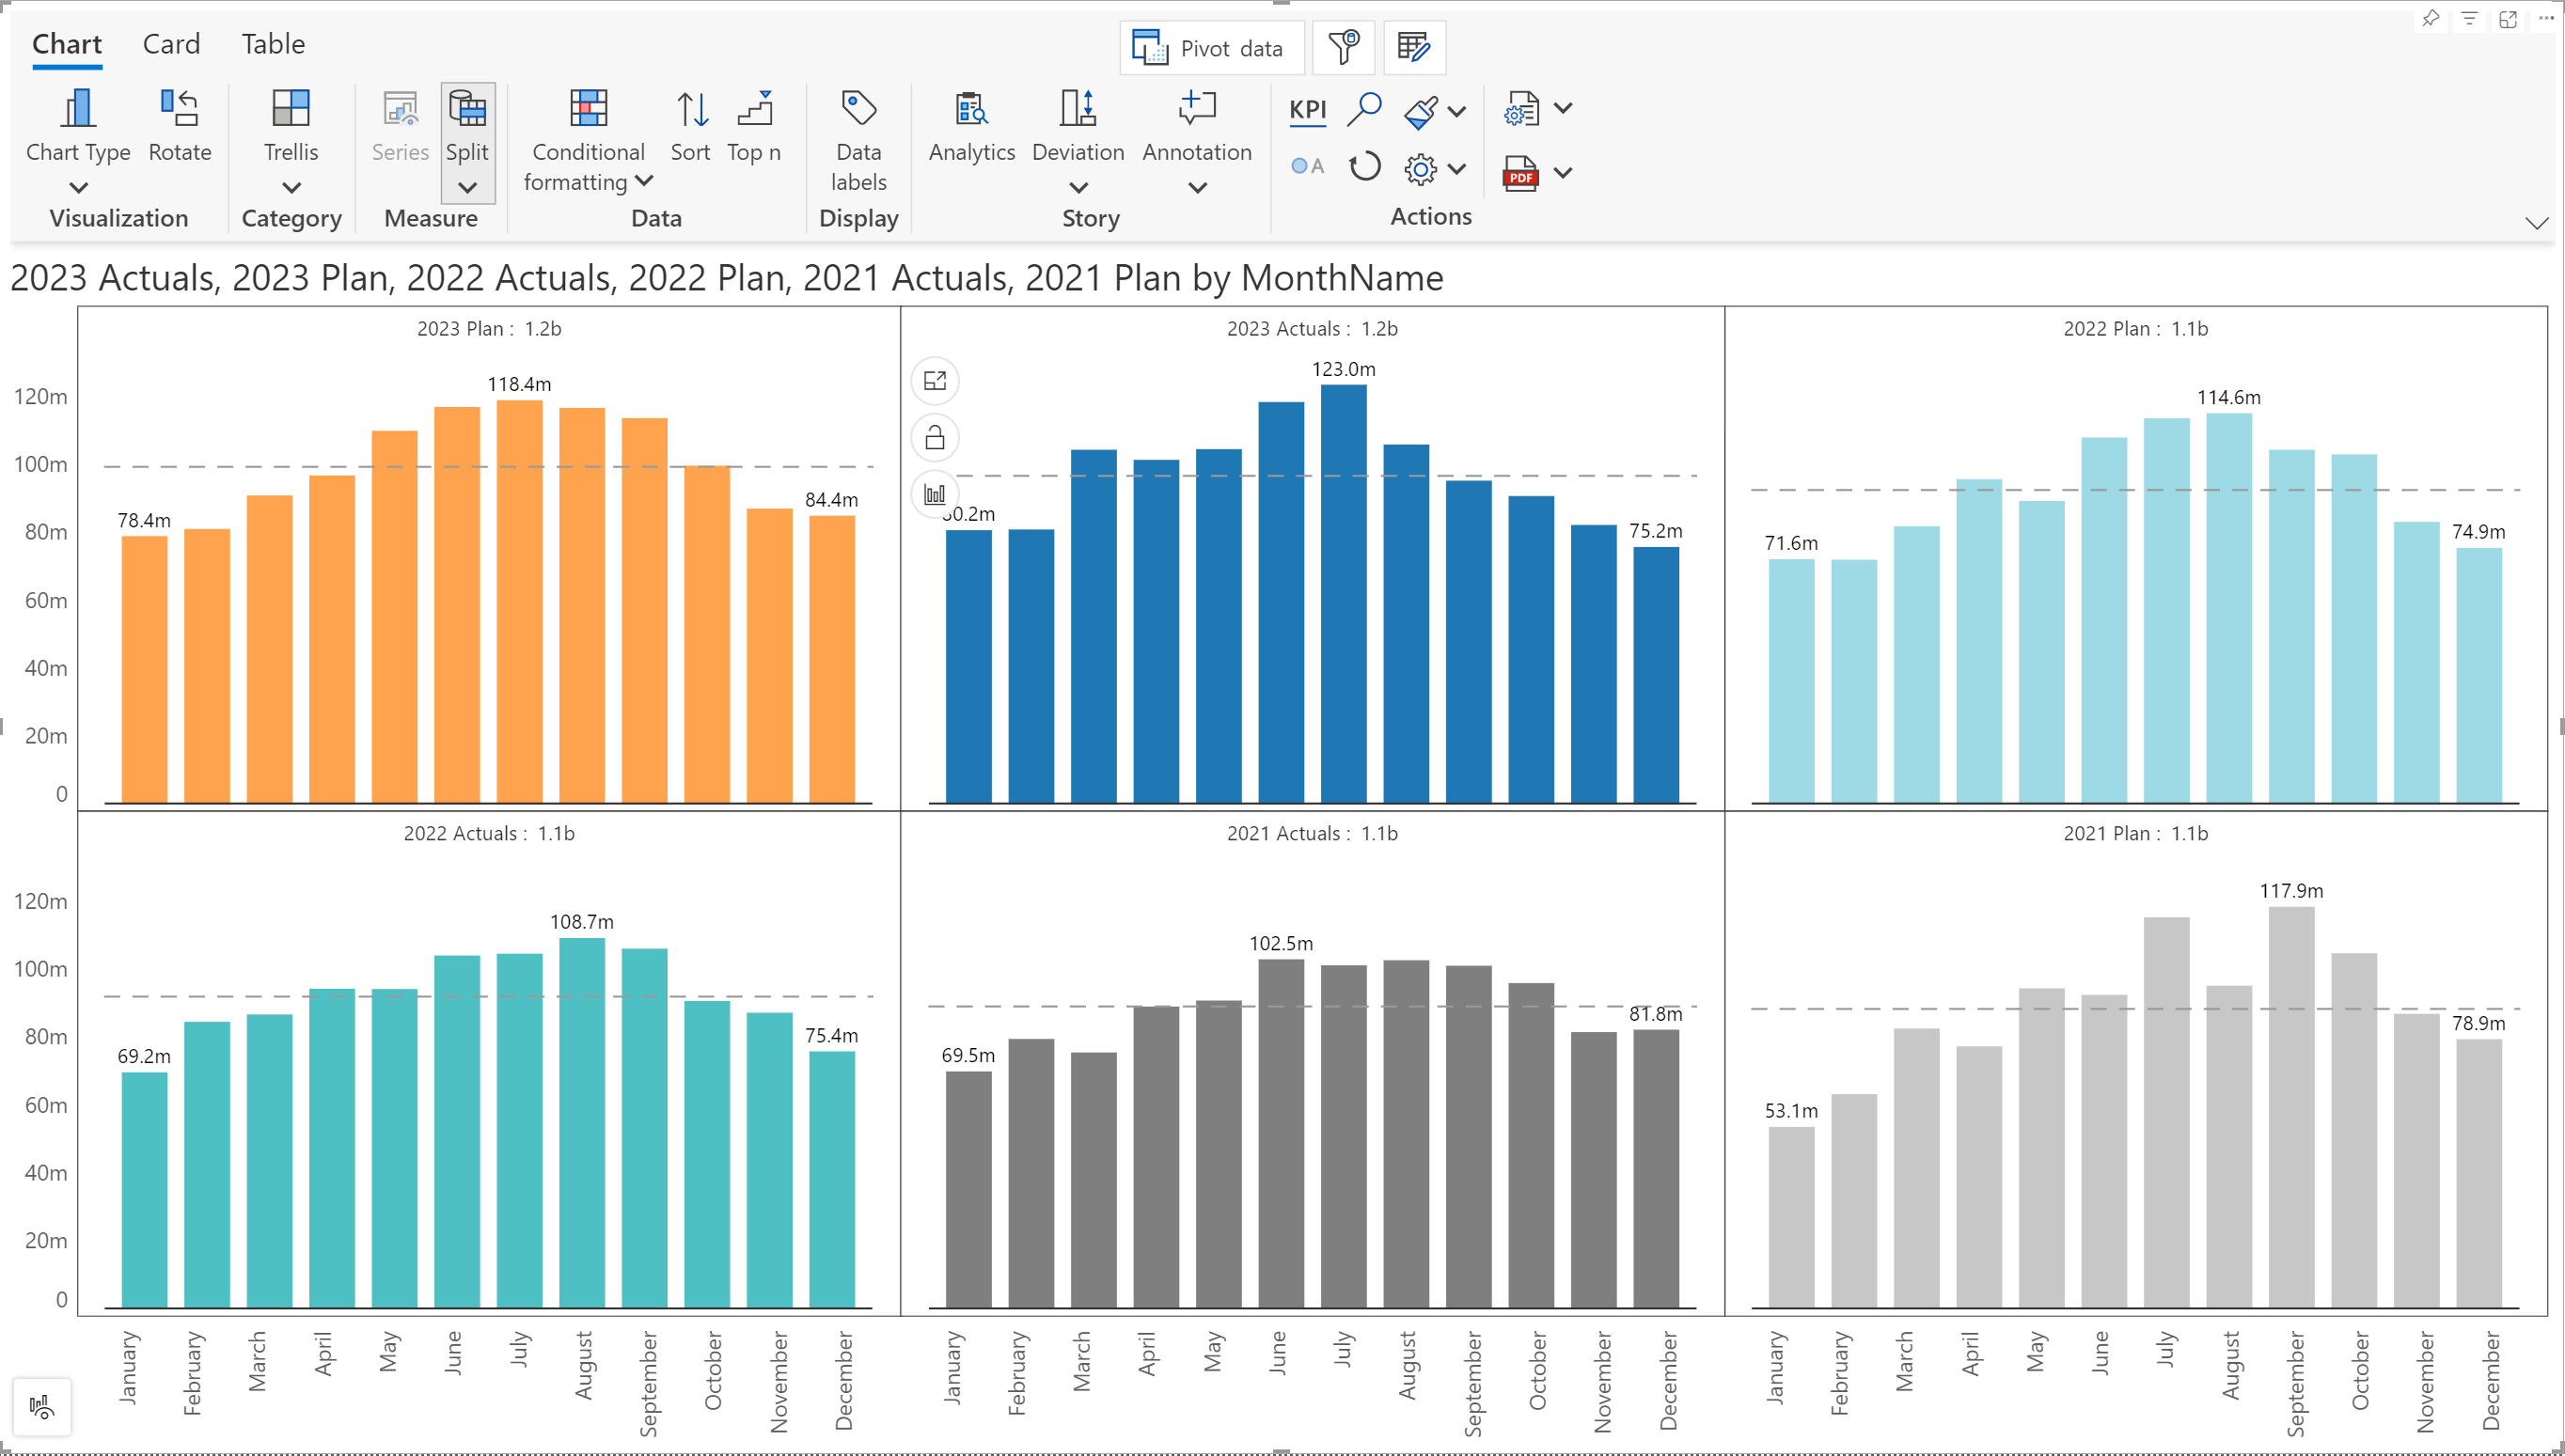 Chart Card Table
Pivot data
Chart Type Rotate Trellis Series Split Conditional formatting Sort Top n Data labels Analytics Deviation Annotation KPI
A
PDF
Visualization Category Measure Data Display Story Actions
2023 Actuals, 2023 Plan, 2022 Actuals, 2022 Plan, 2021 Actuals, 2021 Plan by MonthName
2023 Plan : 1.2b
120m
100m
80m
60m
40m
20m
0
78.4m
118.4m
84.4m
2023 Actuals : 1.2b
0.2m
123.0m
75.2m
2022 Plan : 1.1b
71.6m
114.6m
74.9m
2022 Actuals : 1.1b
120m
100m
80m
60m
40m
20m
0
69.2m
108.7m
75.4m
2021 Actuals : 1.1b
69.5m
102.5m
81.8m
2021 Plan : 1.1b
53.1m
117.9m
78.9m
January February March April May June July August September October November December
January February March April May June July August September October November December
January February March April May June July August September October November December